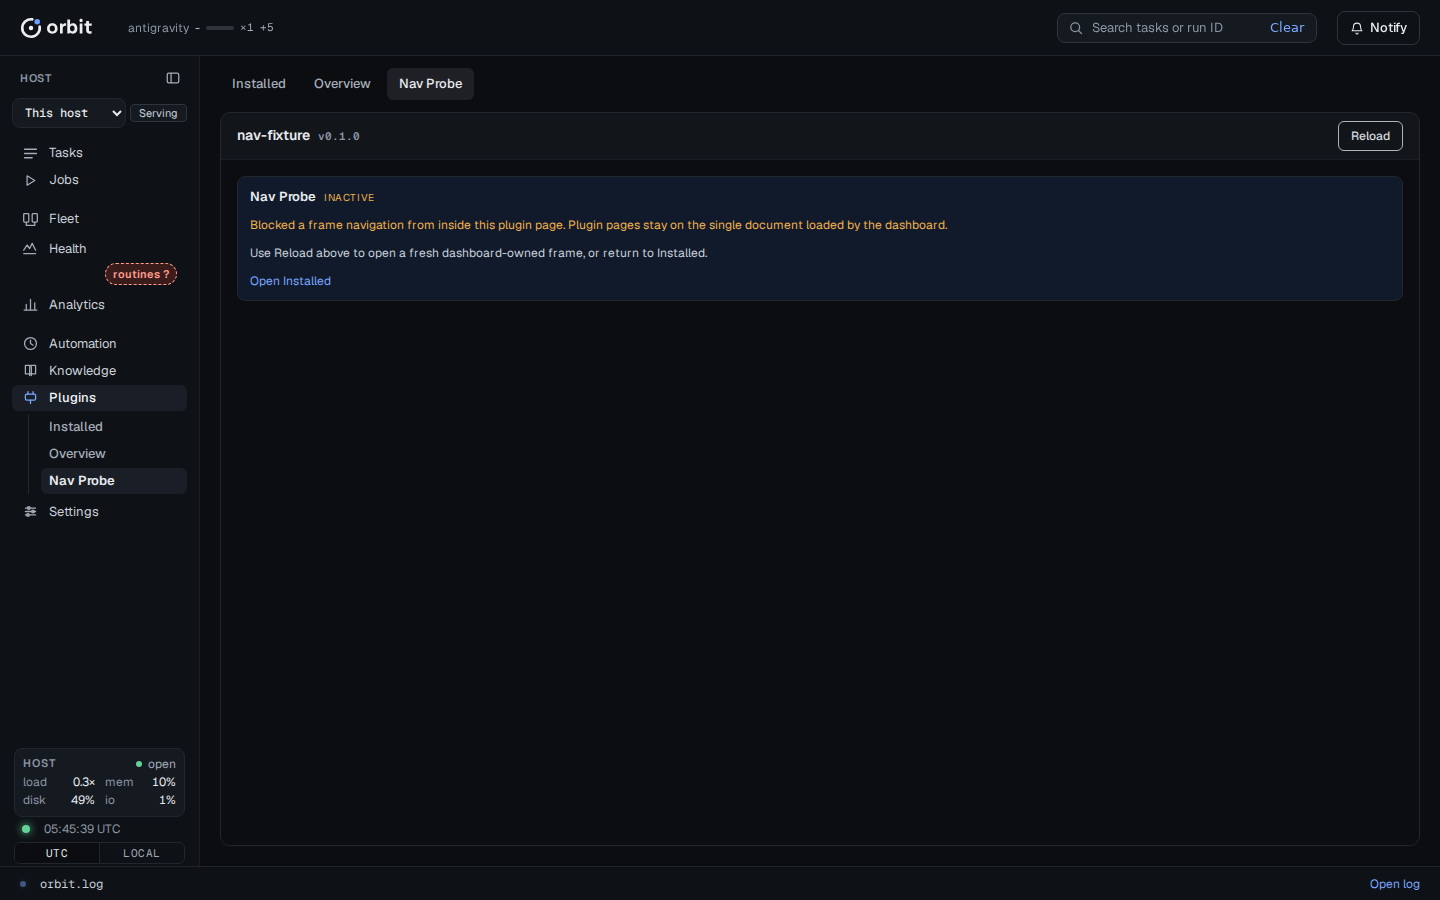 orbit
antigravity – ×1 +5
Search tasks or run ID
Clear
Notify
HOST
This host
Serving
Tasks
Jobs
Fleet
Health
routines ?
Analytics
Automation
Knowledge
Plugins
Installed
Overview
Nav Probe
Settings
HOST
open
load 0.3× mem 10%
disk 49% io 1%
05:45:39 UTC
UTC LOCAL
Installed Overview Nav Probe
nav-fixture v0.1.0
Reload
Nav Probe INACTIVE
Blocked a frame navigation from inside this plugin page. Plugin pages stay on the single document loaded by the dashboard.
Use Reload above to open a fresh dashboard-owned frame, or return to Installed.
Open Installed
orbit.log
Open log